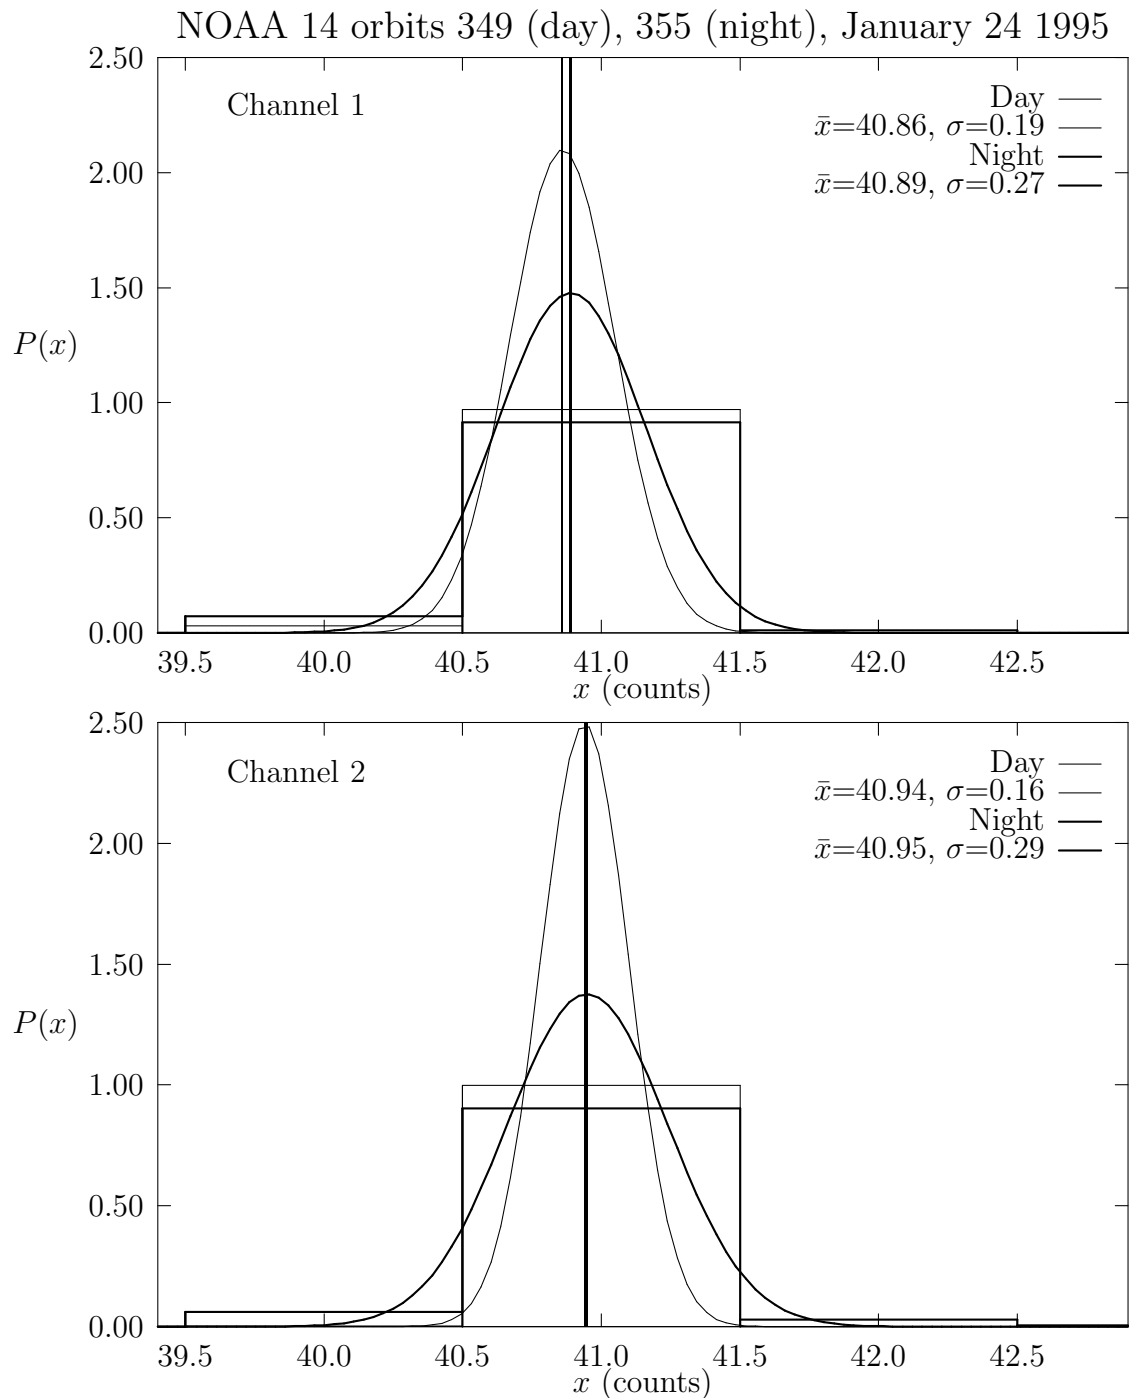 NOAA 14 orbits 349 (day), 355 (night), January 24 1995
2.50
Channel 1
Day
x̄=40.86, σ=0.19
Night
x̄=40.89, σ=0.27
2.00
1.50
P(x)
1.00
0.50
0.00
39.5 40.0 40.5 41.0 41.5 42.0 42.5
x (counts)
2.50
Channel 2
Day
x̄=40.94, σ=0.16
Night
x̄=40.95, σ=0.29
2.00
1.50
P(x)
1.00
0.50
0.00
39.5 40.0 40.5 41.0 41.5 42.0 42.5
x (counts)